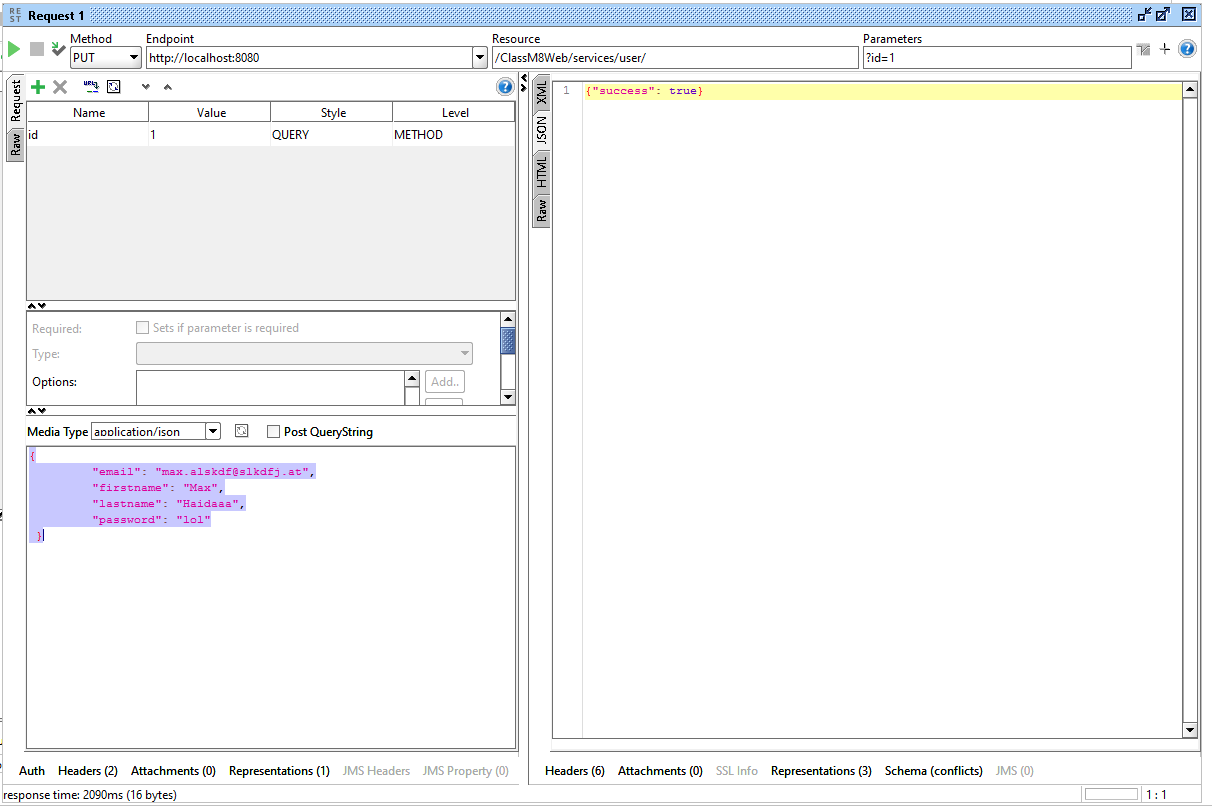 RE ST Request 1
Method Endpoint Resource Parameters
PUT http://localhost:8080 /ClassM8Web/services/user/ ?id=1
Request
Raw
Name Value Style Level
id 1 QUERY METHOD
Required: Sets if parameter is required
Type:
Options: Add..
Media Type application/json Post QueryString
{
"email": "max.alskdf@slkdfj.at",
"firstname": "Max",
"lastname": "Haidaaa",
"password": "lol"
}
Auth Headers (2) Attachments (0) Representations (1) JMS Headers JMS Property (0)
XML
JSON
HTML
Raw
1 {"success": true}
Headers (6) Attachments (0) SSL Info Representations (3) Schema (conflicts) JMS (0)
response time: 2090ms (16 bytes) 1 : 1